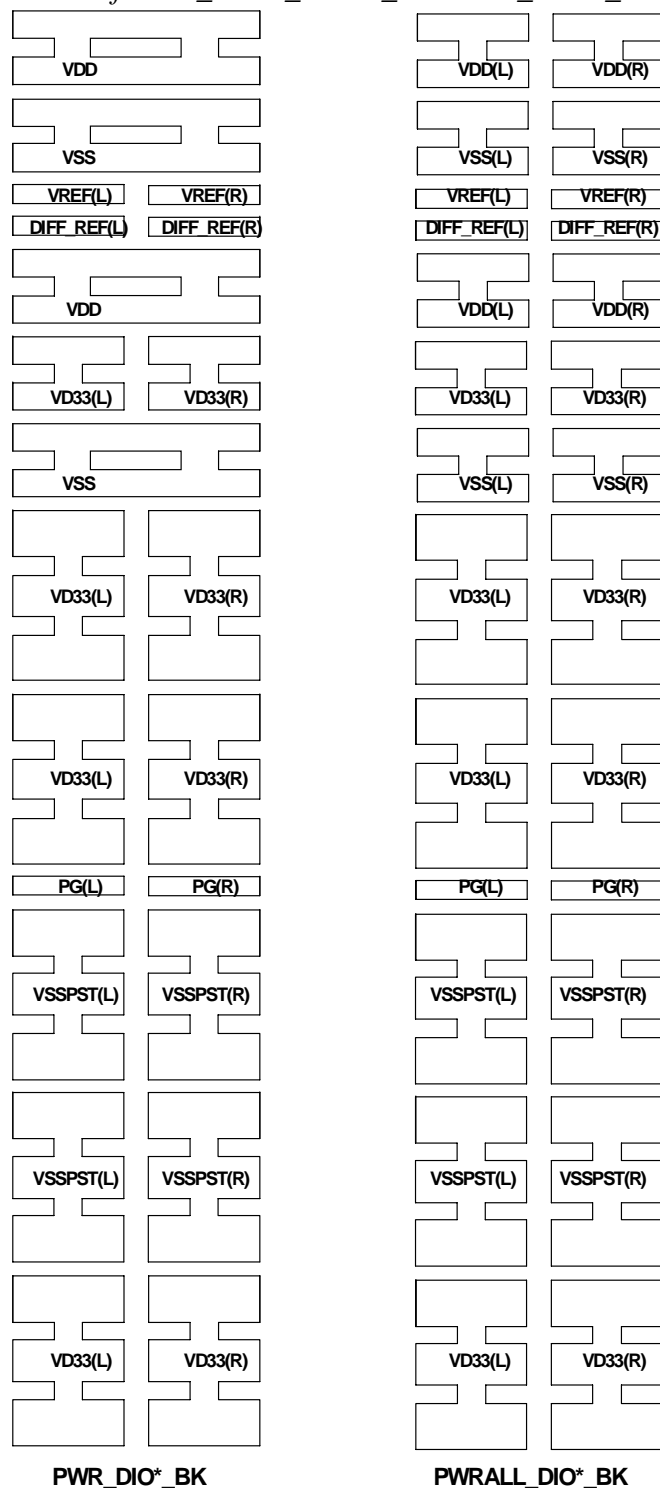 VDD VDD(L) VDD(R)
VSS VSS(L) VSS(R)
VREF(L) VREF(R) VREF(L) VREF(R)
DIFF_REF(L) DIFF_REF(R) DIFF_REF(L) DIFF_REF(R)
VDD VDD(L) VDD(R)
VD33(L) VD33(R) VD33(L) VD33(R)
VSS VSS(L) VSS(R)
VD33(L) VD33(R) VD33(L) VD33(R)
VD33(L) VD33(R) VD33(L) VD33(R)
PG(L) PG(R) PG(L) PG(R)
VSSPST(L) VSSPST(R) VSSPST(L) VSSPST(R)
VSSPST(L) VSSPST(R) VSSPST(L) VSSPST(R)
VD33(L) VD33(R) VD33(L) VD33(R)
PWR_DIO*_BK PWRALL_DIO*_BK